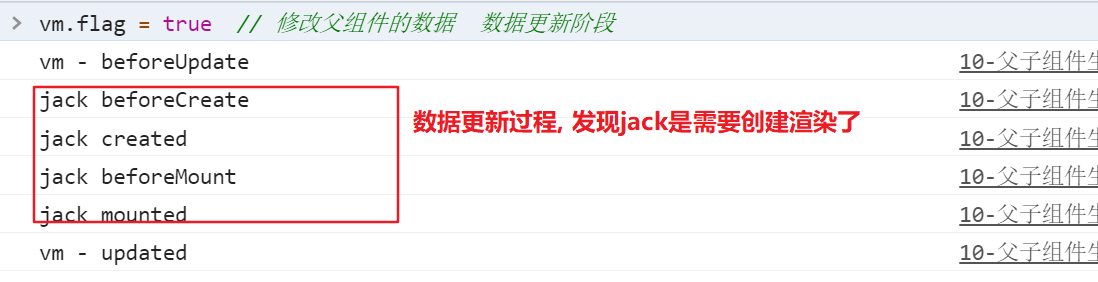 > vm.flag = true // 修改父组件的数据 数据更新阶段
vm - beforeUpdate 10-父子组件生
jack beforeCreate 10-父子组件生
数据更新过程, 发现jack是需要创建渲染了
jack created 10-父子组件生
jack beforeMount 10-父子组件生
jack mounted 10-父子组件生
vm - updated 10-父子组件生